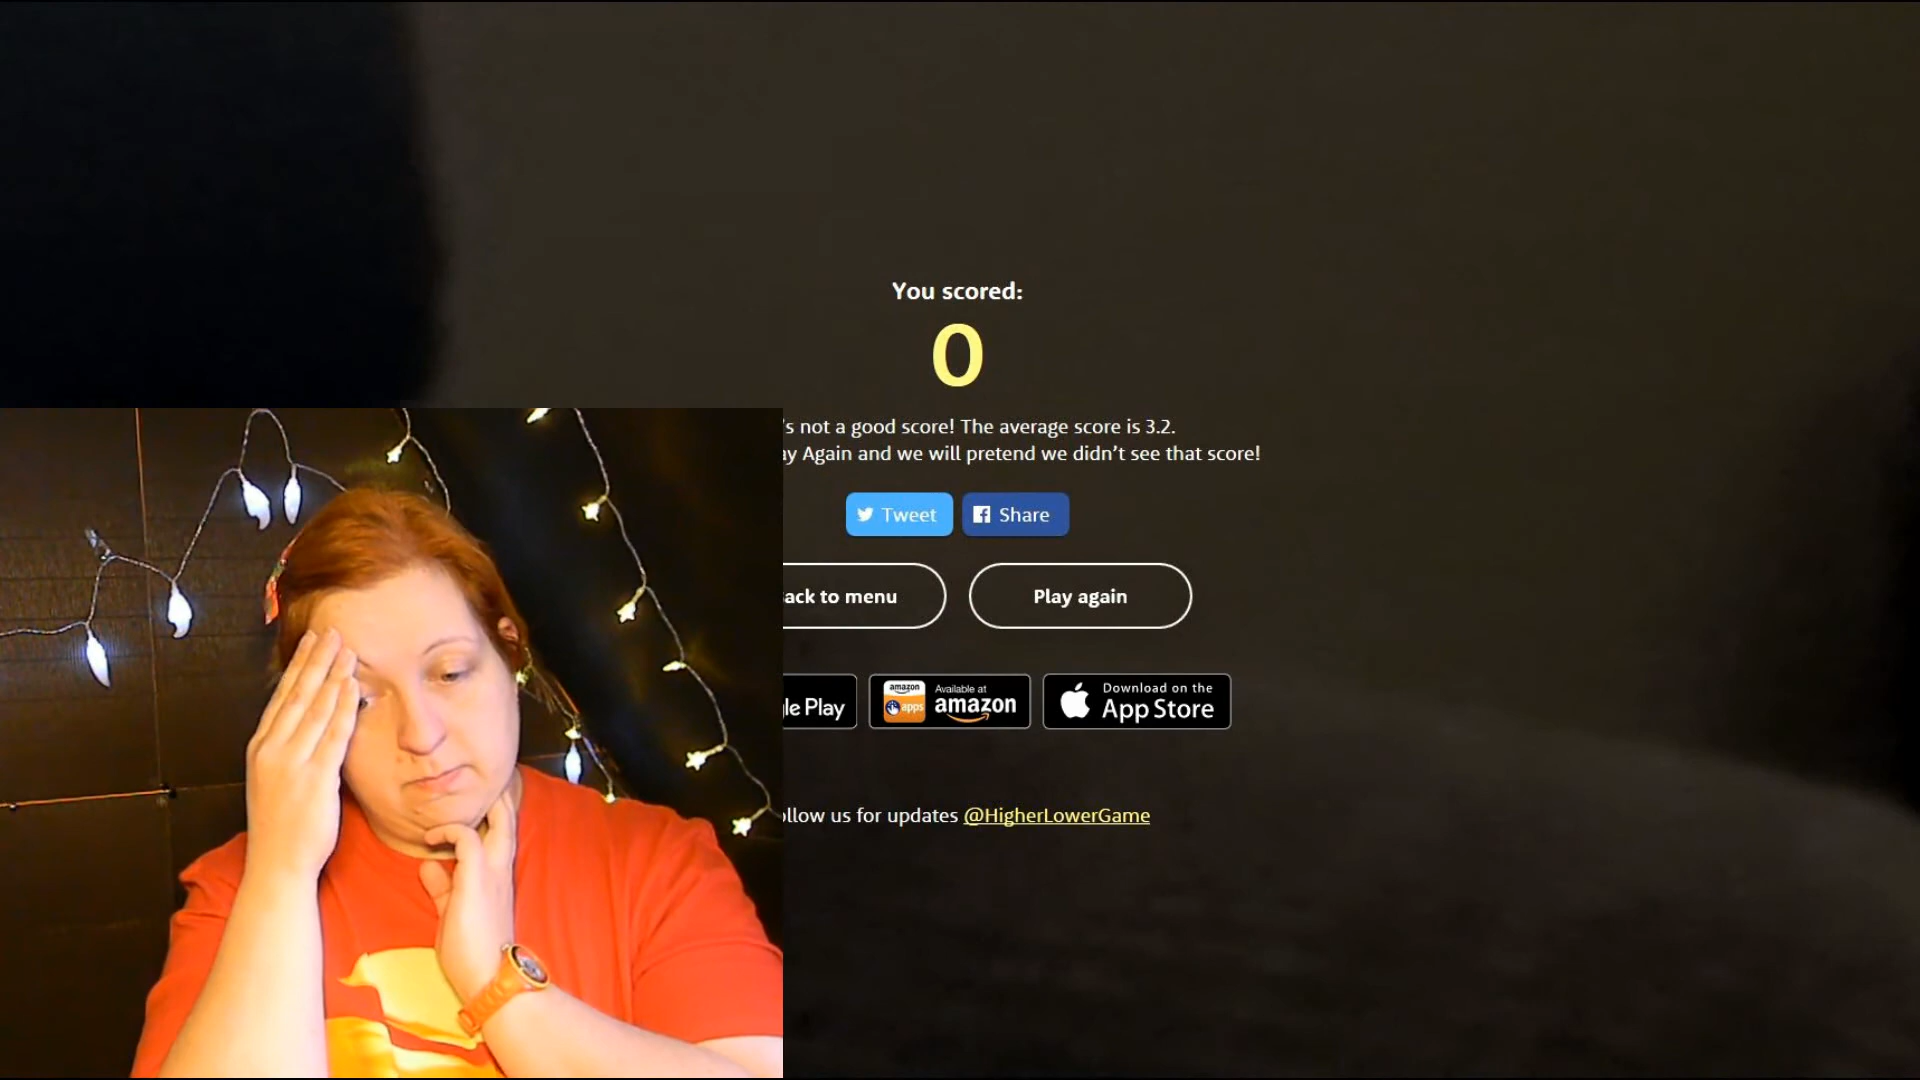 You scored:
0
's not a good score! The average score is 3.2.
ay Again and we will pretend we didn't see that score!
Tweet
Share
ack to menu
Play again
le Play
amazon
apps
Available at
amazon
Download on the
App Store
ollow us for updates @HigherLowerGame